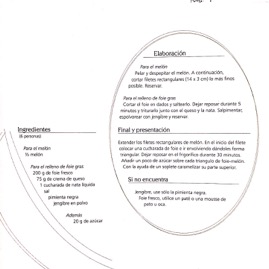 Elaboración
Para el melón
Pelar y despepitar el melón. A continuación,
cortar filetes rectangulares (14 x 3 cm) lo más finos
posible. Reservar.
Para el relleno de foie gras
Cortar el foie en dados y saltearlo. Dejar reposar durante 5
minutos y triturarlo junto con el queso y la nata. Salpimentar,
espolvorear con jengibre y reservar.
Ingredientes
(6 personas)
Para el melón
½ melón
Para el relleno de foie gras
200 g de foie fresco
75 g de crema de queso
1 cucharada de nata líquida
sal
pimienta negra
jengibre en polvo
Además
20 g de azúcar
Final y presentación
Extender los filetes rectangulares de melón. En el inicio del filete
colocar una cucharada de foie e ir envolviendo dándoles forma
triangular. Dejar reposar en el frigorífico durante 30 minutos.
Añadir un poco de azúcar sobre cada triángulo de foie-melón.
Con la ayuda de un soplete caramelizar su parte superior.
Si no encuentra
Jengibre, use sólo la pimienta negra.
Foie fresco, utilice un paté o una mousse de
pato u oca.